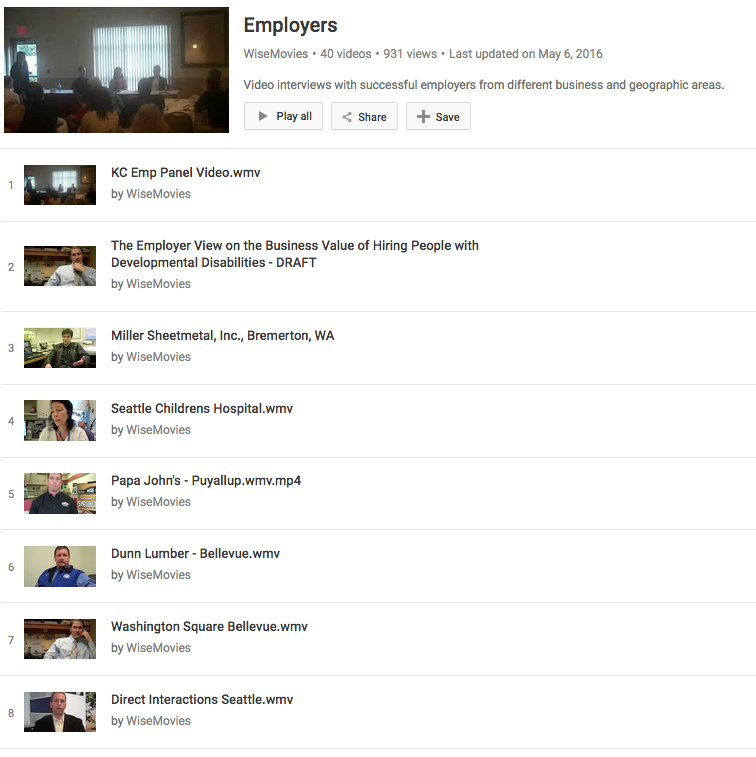 Employers
WiseMovies • 40 videos • 931 views • Last updated on May 6, 2016
Video interviews with successful employers from different business and geographic areas.
Play all
Share
Save
1
KC Emp Panel Video.wmv
by WiseMovies
2
The Employer View on the Business Value of Hiring People with
Developmental Disabilities - DRAFT
by WiseMovies
3
Miller Sheetmetal, Inc., Bremerton, WA
by WiseMovies
4
Seattle Childrens Hospital.wmv
by WiseMovies
5
Papa John's - Puyallup.wmv.mp4
by WiseMovies
6
Dunn Lumber - Bellevue.wmv
by WiseMovies
7
Washington Square Bellevue.wmv
by WiseMovies
8
Direct Interactions Seattle.wmv
by WiseMovies